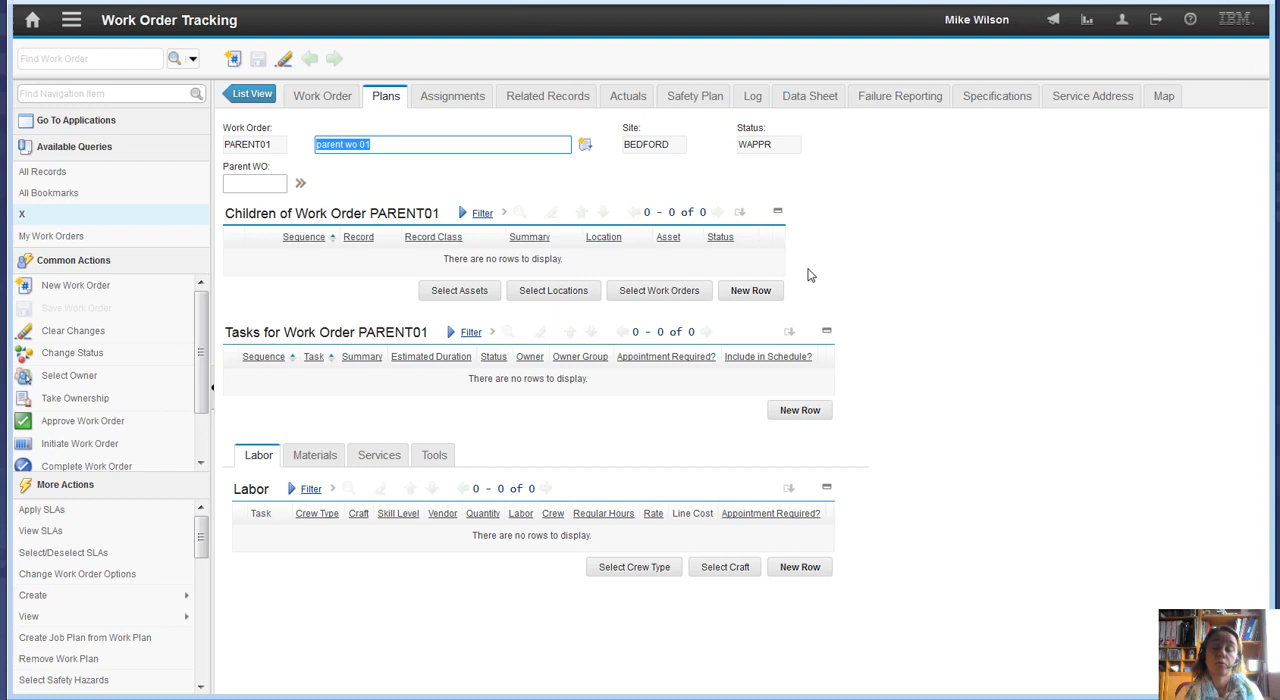 Work Order Tracking
Mike Wilson
IBM.
Find Work Order
Find Navigation Item
Go To Applications
Available Queries
All Records
All Bookmarks
X
My Work Orders
Common Actions
New Work Order
Save Work Order
Clear Changes
Change Status
Select Owner
Take Ownership
Approve Work Order
Initiate Work Order
Complete Work Order
More Actions
Apply SLAs
View SLAs
Select/Deselect SLAs
Change Work Order Options
Create
View
Create Job Plan from Work Plan
Remove Work Plan
Select Safety Hazards
List View Work Order Plans Assignments Related Records Actuals Safety Plan Log Data Sheet Failure Reporting Specifications Service Address Map
Work Order: Site: Status:
PARENT01 parent wo 01 BEDFORD WAPPR
Parent WO:
Children of Work Order PARENT01 Filter 0 - 0 of 0
Sequence Record Record Class Summary Location Asset Status
There are no rows to display.
Select Assets Select Locations Select Work Orders New Row
Tasks for Work Order PARENT01 Filter 0 - 0 of 0
Sequence Task Summary Estimated Duration Status Owner Owner Group Appointment Required? Include in Schedule?
There are no rows to display.
New Row
Labor Materials Services Tools
Labor Filter 0 - 0 of 0
Task Crew Type Craft Skill Level Vendor Quantity Labor Crew Regular Hours Rate Line Cost Appointment Required?
There are no rows to display.
Select Crew Type Select Craft New Row